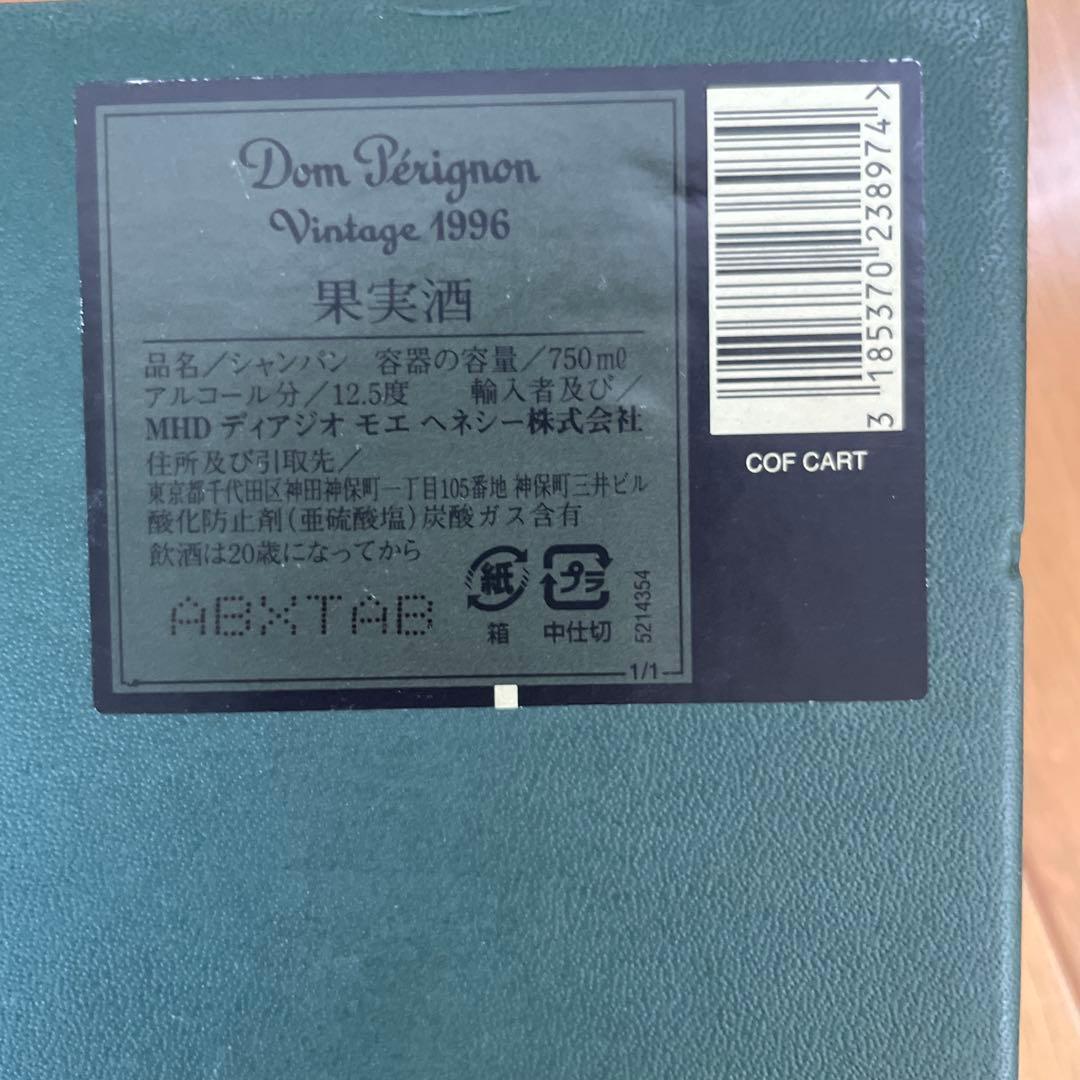 Dom Pérignon
Vintage 1996
果実酒
品名／シャンパン 容器の容量／750mℓ
アルコール分／12.5度 輸入者及び／
MHD ディアジオ モエ ヘネシー株式会社
住所及び引取先／
東京都千代田区神田神保町一丁目105番地 神保町三井ビル
酸化防止剤(亜硫酸塩)炭酸ガス含有
飲酒は20歳になってから
ABXTAB
紙
箱
プラ
中仕切
5214354
1/1
3 185370 238974 >
COF CART